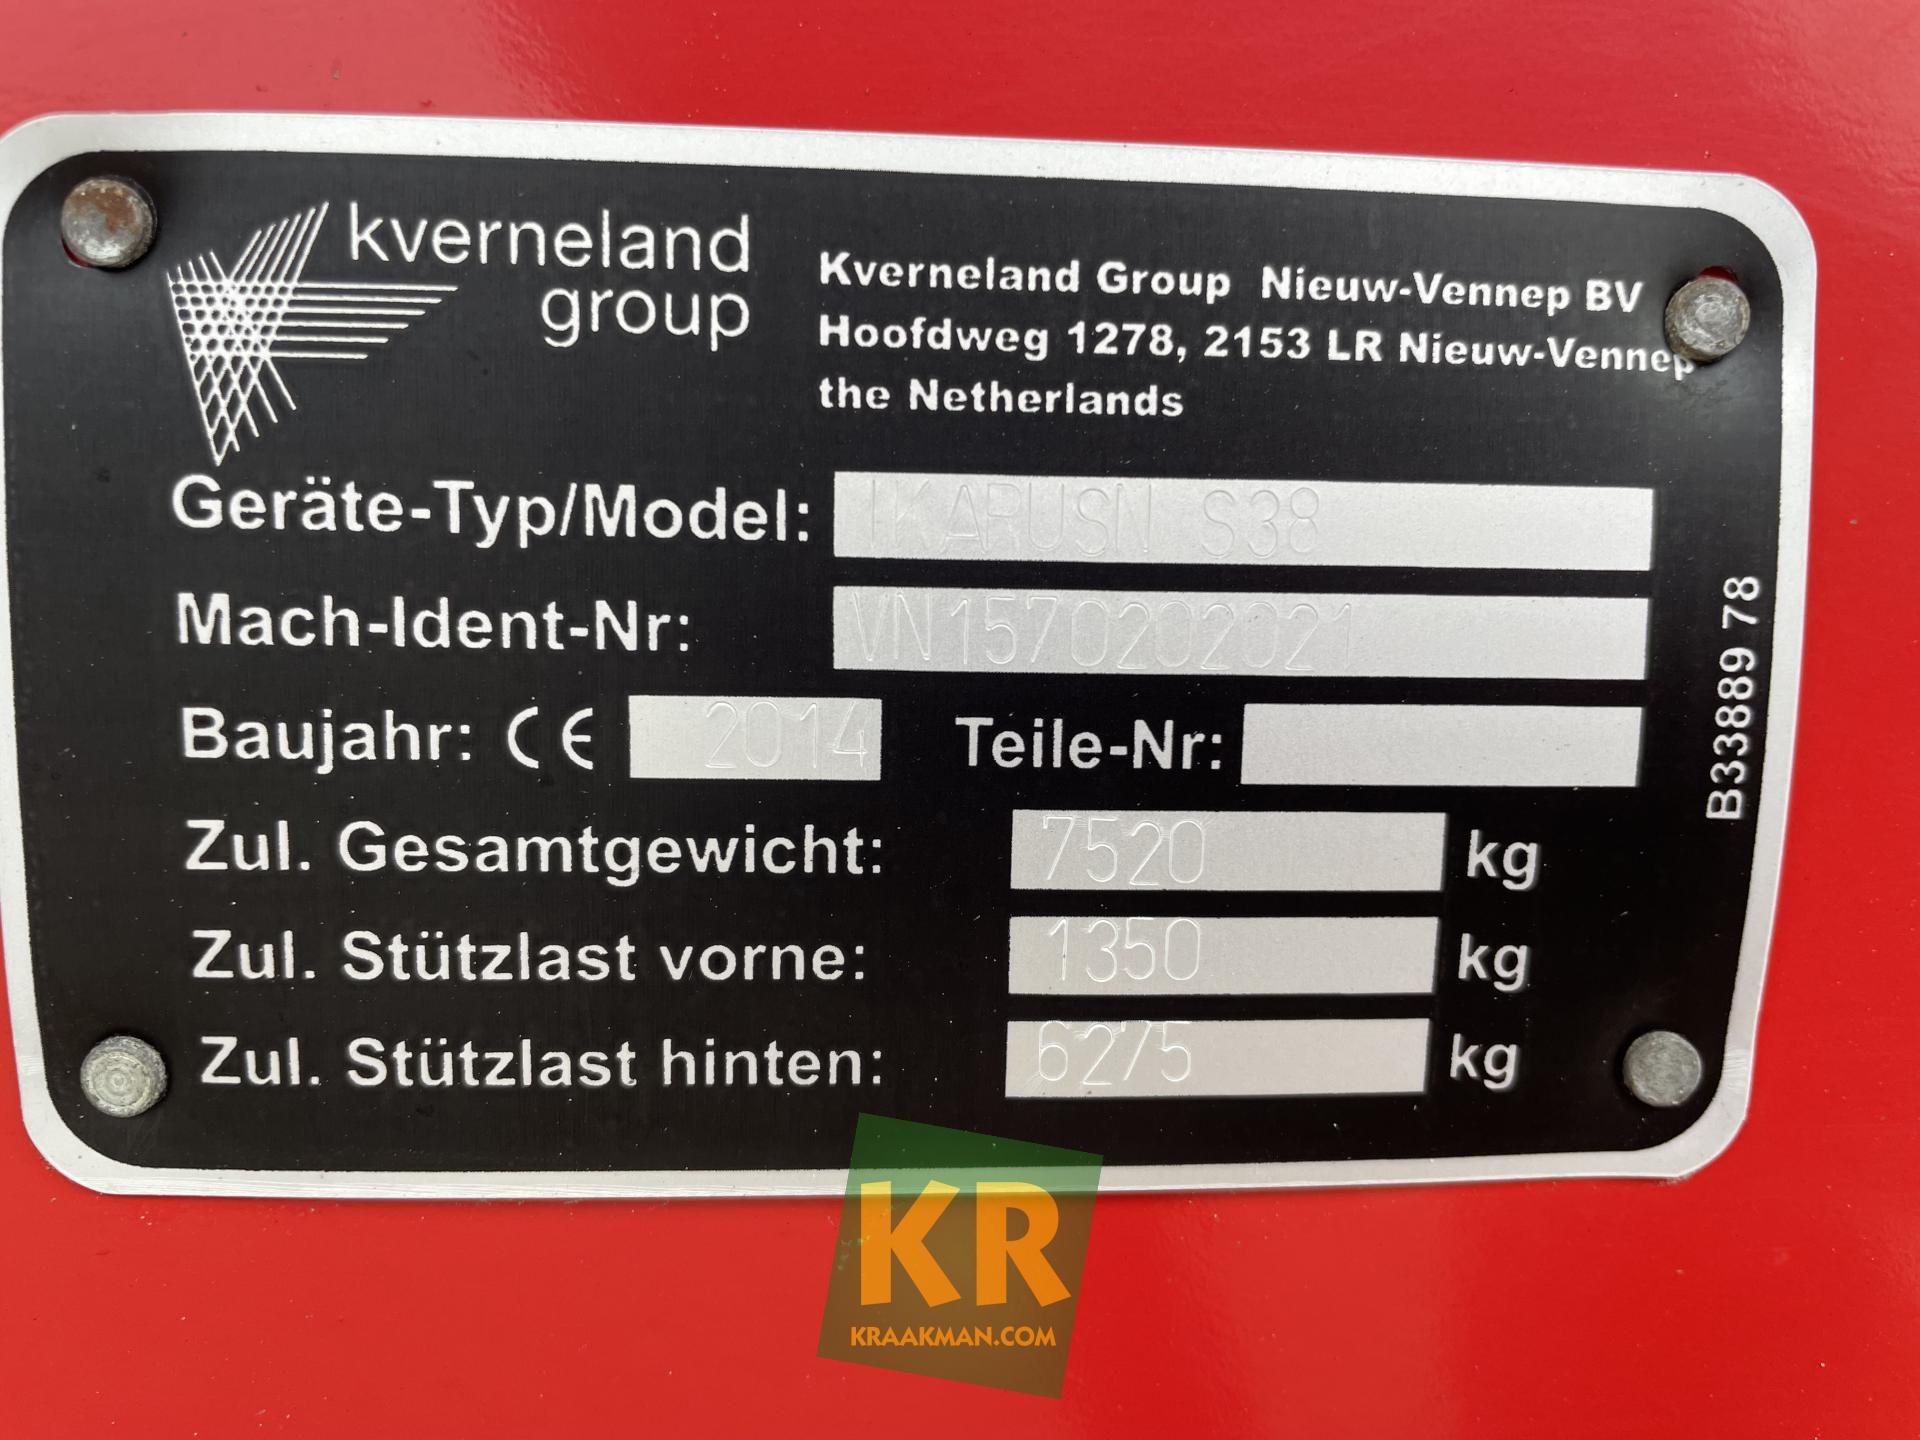 kverneland
group
Kverneland Group Nieuw-Vennep BV
Hoofdweg 1278, 2153 LR Nieuw-Vennep
the Netherlands
Geräte-Typ/Model: IKARUSN S38
Mach-Ident-Nr: VN1570202021
Baujahr: CE 2014 Teile-Nr:
Zul. Gesamtgewicht: 7520 kg
Zul. Stützlast vorne: 1350 kg
Zul. Stützlast hinten: 6275 kg
B33889 78
KR
KRAAKMAN.COM